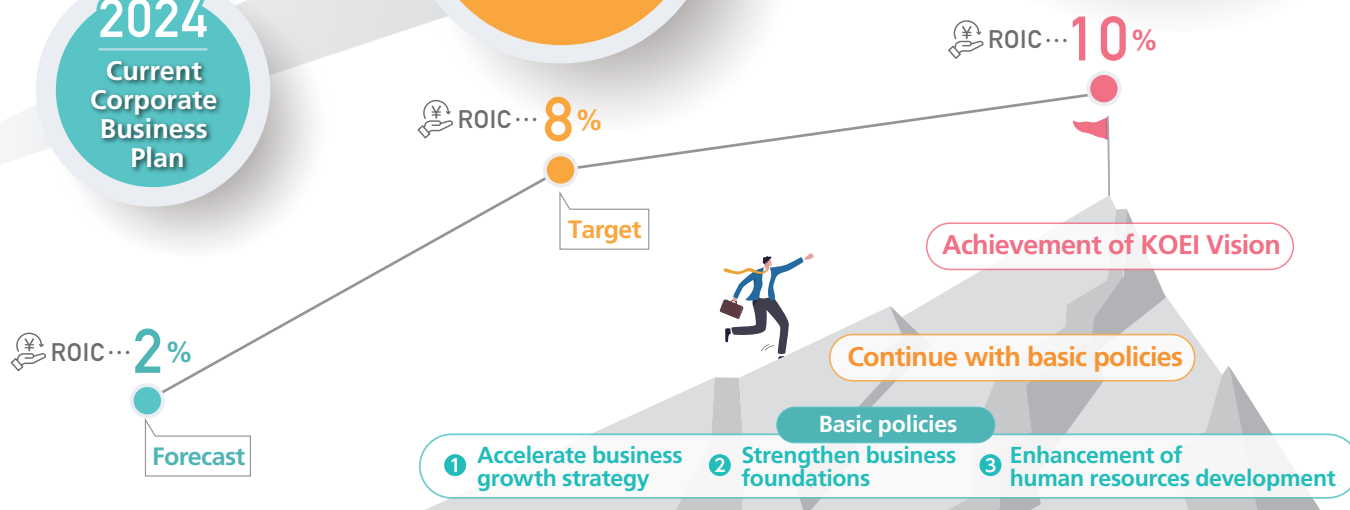 2024
Current
Corporate
Business
Plan
ROIC…10%
ROIC…8%
Target
Achievement of KOEI Vision
ROIC…2%
Continue with basic policies
Forecast
Basic policies
1 Accelerate business
growth strategy
2 Strengthen business
foundations
3 Enhancement of
human resources development